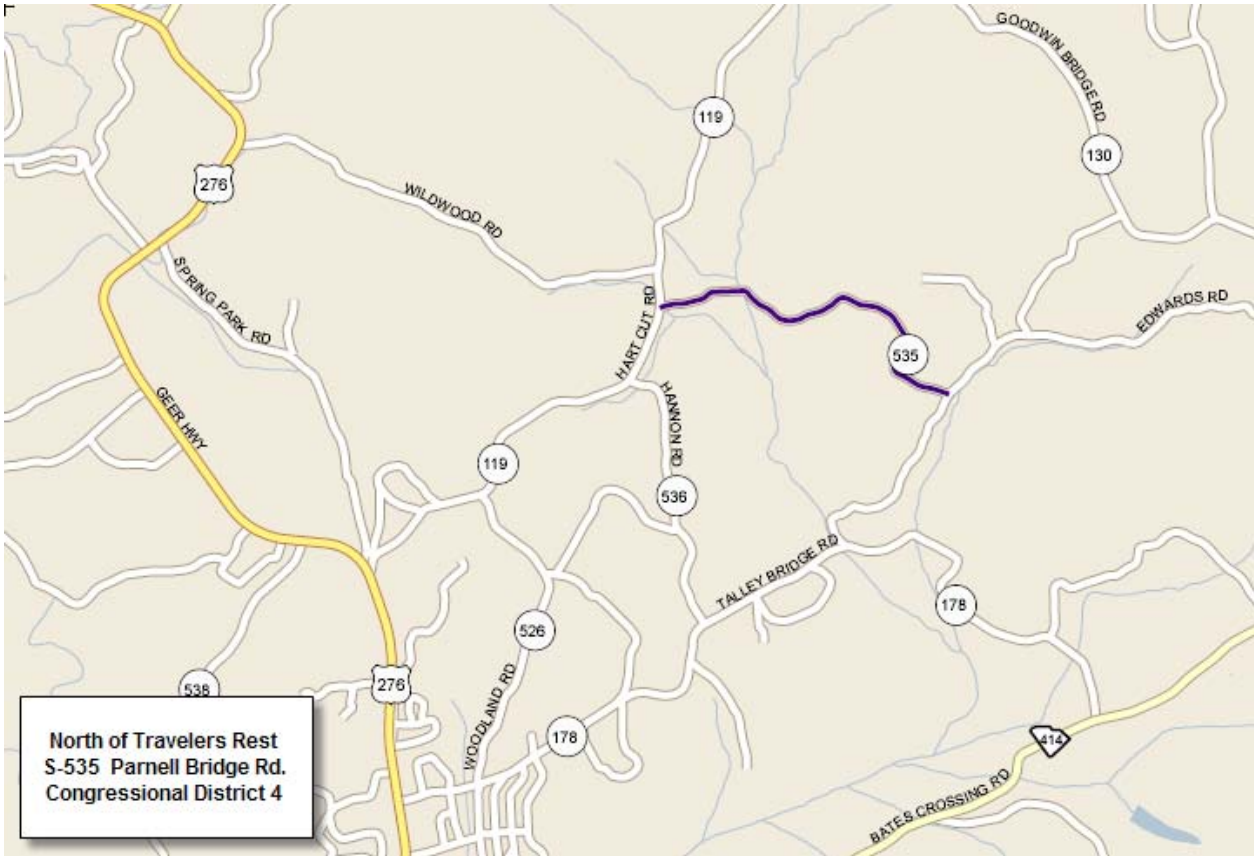 GOODWIN BRIDGE RD
119
130
276
WILDWOOD RD
SPRING PARK RD
HART CUT RD
EDWARDS RD
535
GEER HWY
HANNON RD
119
536
TALLEY BRIDGE RD
178
526
WOODLAND RD
538
276
178
414
BATES CROSSING RD
North of Travelers Rest
S-535 Parnell Bridge Rd.
Congressional District 4